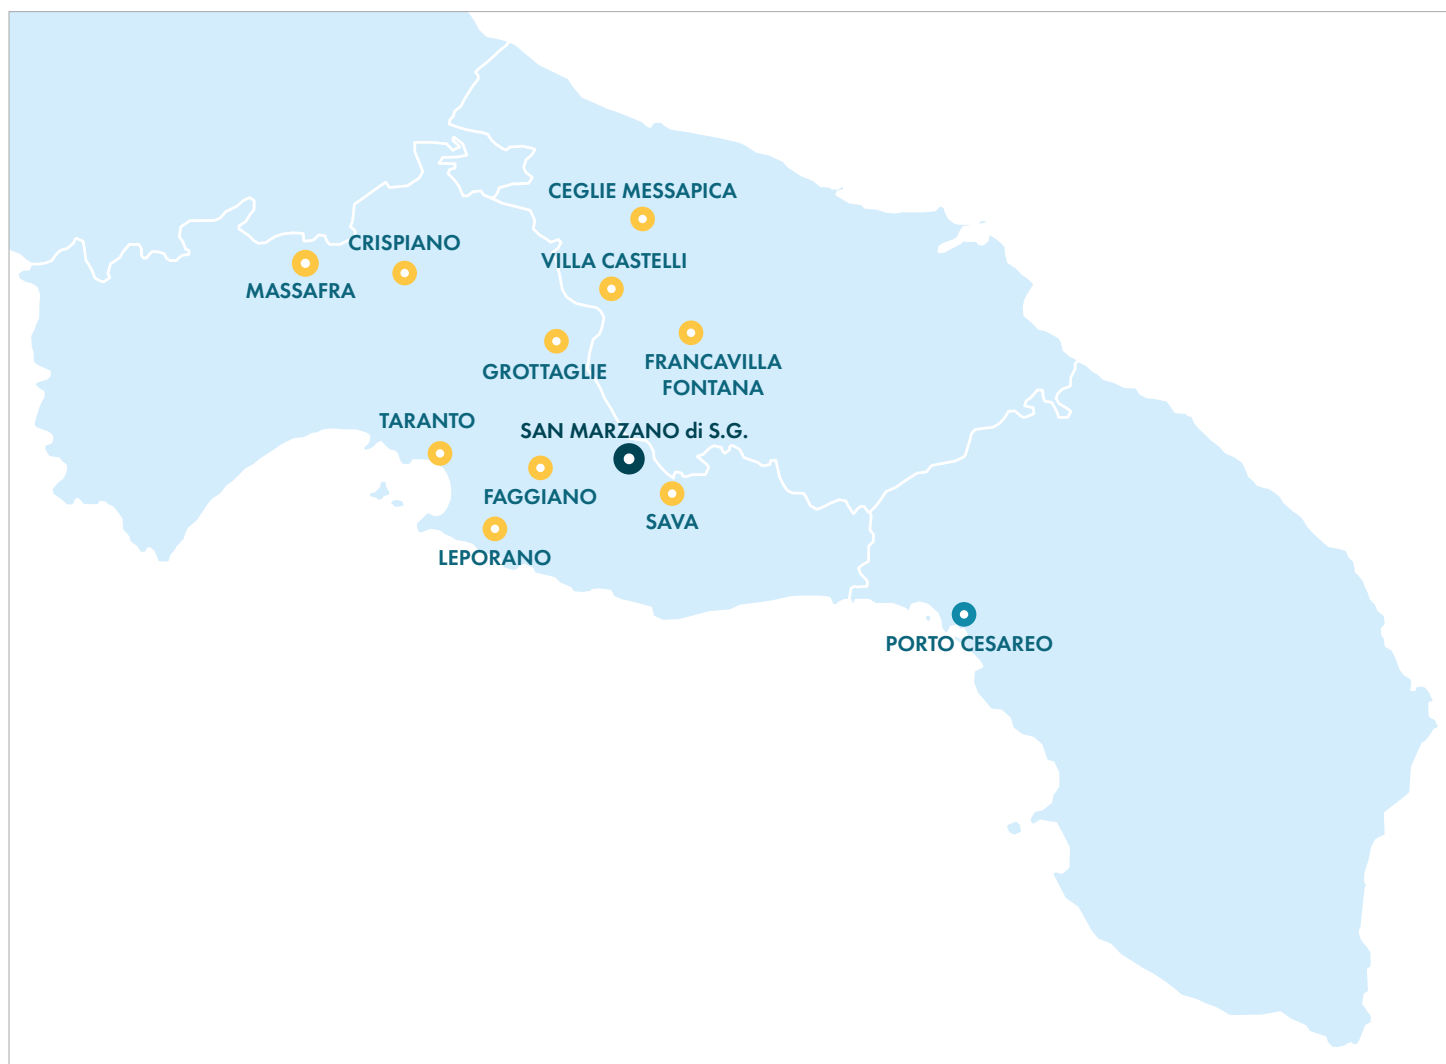 CEGLIE MESSAPICA
CRISPIANO
VILLA CASTELLI
MASSAFRA
GROTTAGLIE
FRANCAVILLA
FONTANA
TARANTO
SAN MARZANO di S.G.
FAGGIANO
SAVA
LEPORANO
PORTO CESAREO